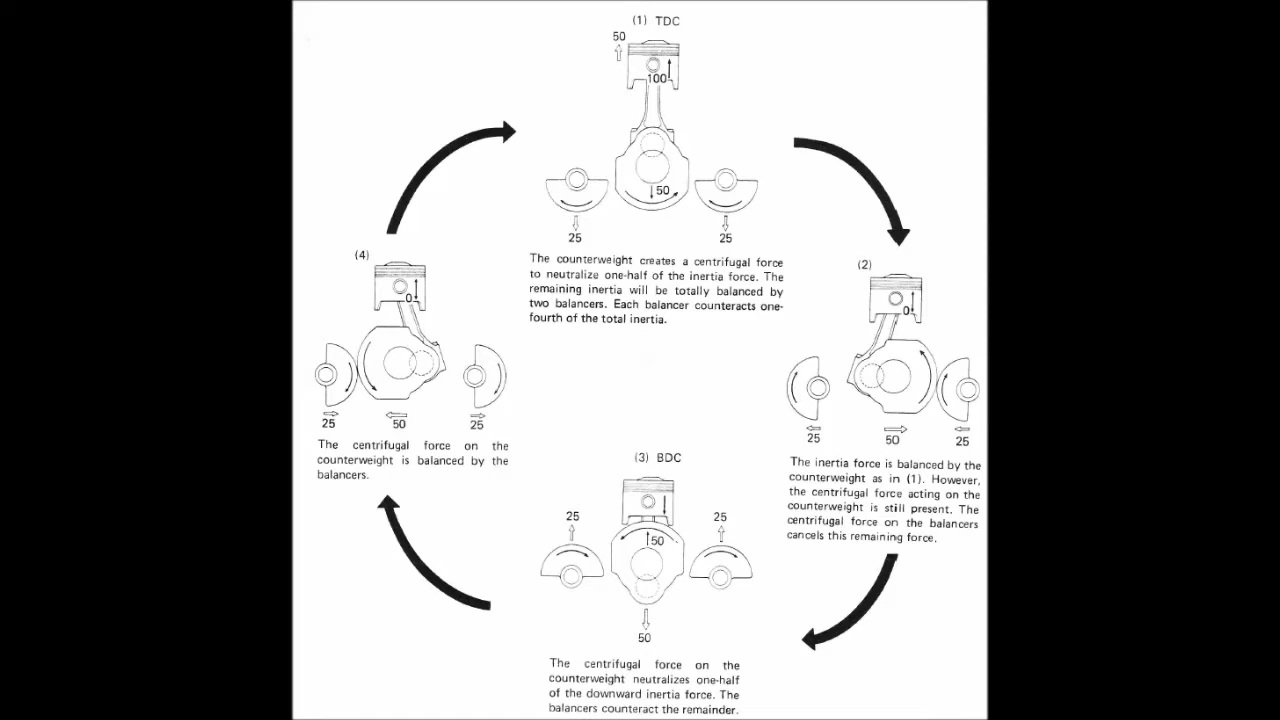 (1) TDC
50
100
50
25
25
The counterweight creates a centrifugal force
to neutralize one-half of the inertia force. The
remaining inertia will be totally balanced by
two balancers. Each balancer counteracts one-
fourth of the total inertia.
(2)
0
25
50
25
The inertia force is balanced by the
counterweight as in (1). However,
the centrifugal force acting on the
counterweight is still present. The
centrifugal force on the balancers
cancels this remaining force.
(3) BDC
25
25
50
50
The centrifugal force on the
counterweight neutralizes one-half
of the downward inertia force. The
balancers counteract the remainder.
(4)
0
25
50
25
The centrifugal force on the
counterweight is balanced by the
balancers.